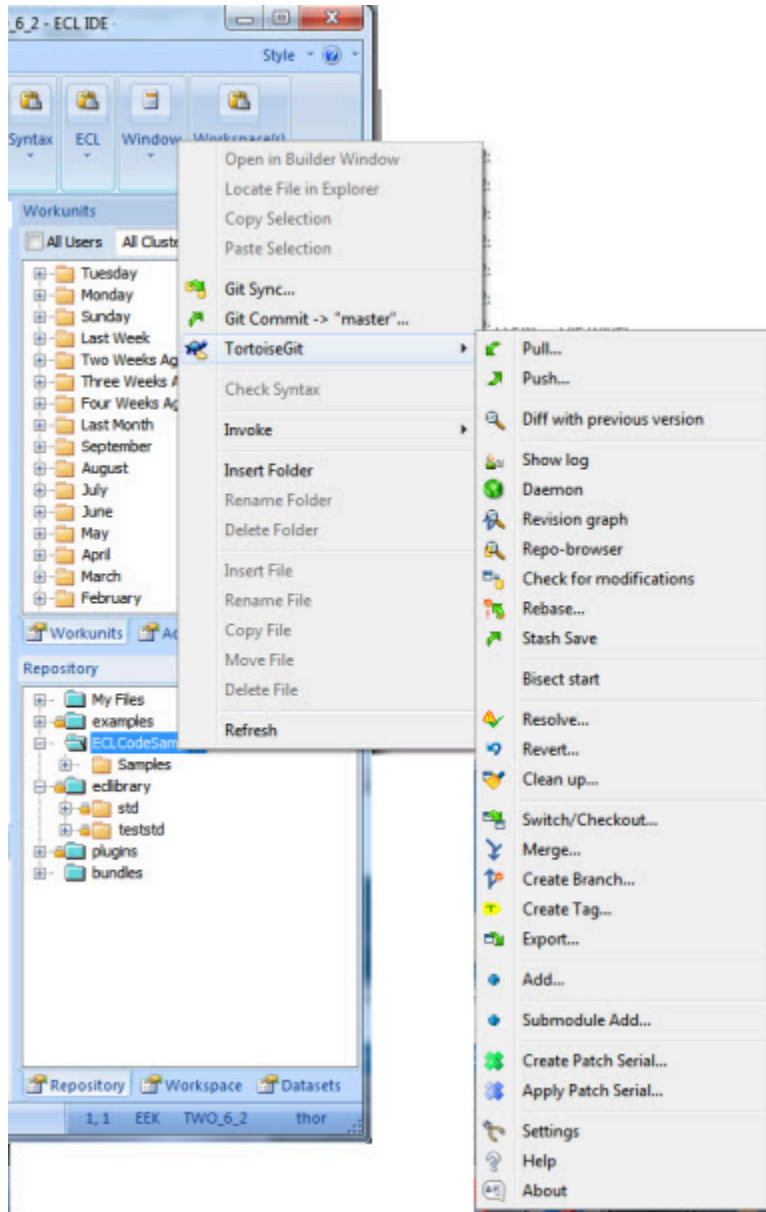 _6_2 - ECL IDE -
Style
Syntax
ECL
Window
Workspace(s)
Workunits
All Users
All Cluste
Tuesday
Monday
Sunday
Last Week
Two Weeks Ag
Three Weeks A
Four Weeks Ag
Last Month
September
August
July
June
May
April
March
February
Workunits
Ac
Repository
My Files
examples
ECLCodeSam
Samples
eclibrary
std
teststd
plugins
bundles
Repository
Workspace
Datasets
1, 1
EEK
TWO_6_2
thor
Open in Builder Window
Locate File in Explorer
Copy Selection
Paste Selection
Git Sync...
Git Commit -> "master"...
TortoiseGit
Check Syntax
Invoke
Insert Folder
Rename Folder
Delete Folder
Insert File
Rename File
Copy File
Move File
Delete File
Refresh
Pull...
Push...
Diff with previous version
Show log
Daemon
Revision graph
Repo-browser
Check for modifications
Rebase...
Stash Save
Bisect start
Resolve...
Revert...
Clean up...
Switch/Checkout...
Merge...
Create Branch...
Create Tag...
Export...
Add...
Submodule Add...
Create Patch Serial...
Apply Patch Serial...
Settings
Help
About